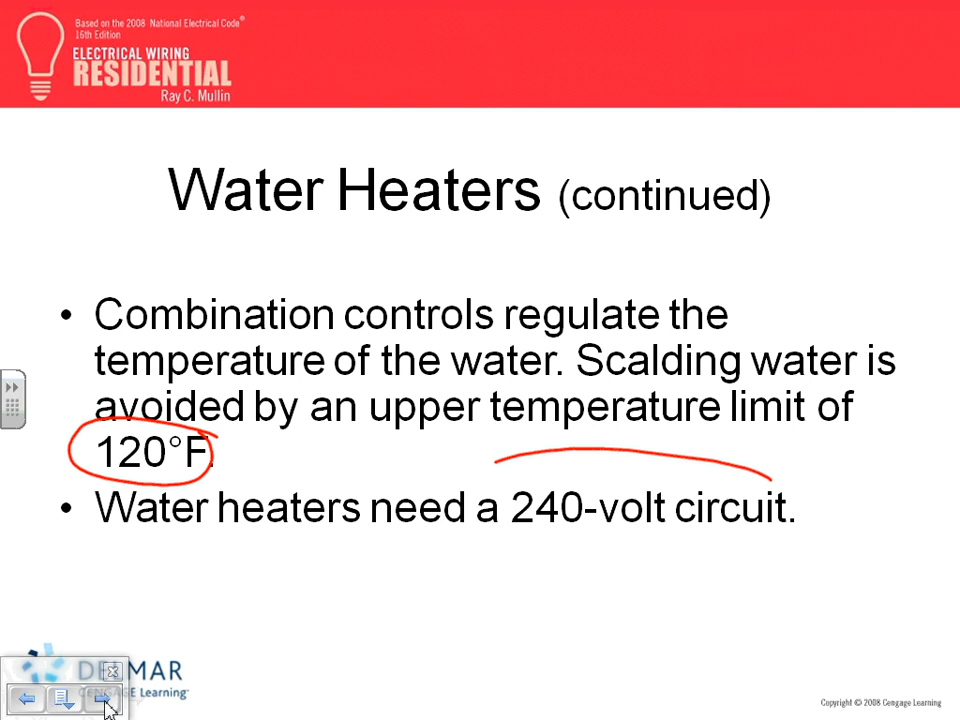 Based on the 2008 National Electrical Code®
16th Edition
ELECTRICAL WIRING
RESIDENTIAL
Ray C. Mullin
Water Heaters (continued)
• Combination controls regulate the
temperature of the water. Scalding water is
avoided by an upper temperature limit of
120°F.
• Water heaters need a 240-volt circuit.
DELMAR
CENGAGE Learning™
Copyright © 2008 Cengage Learning